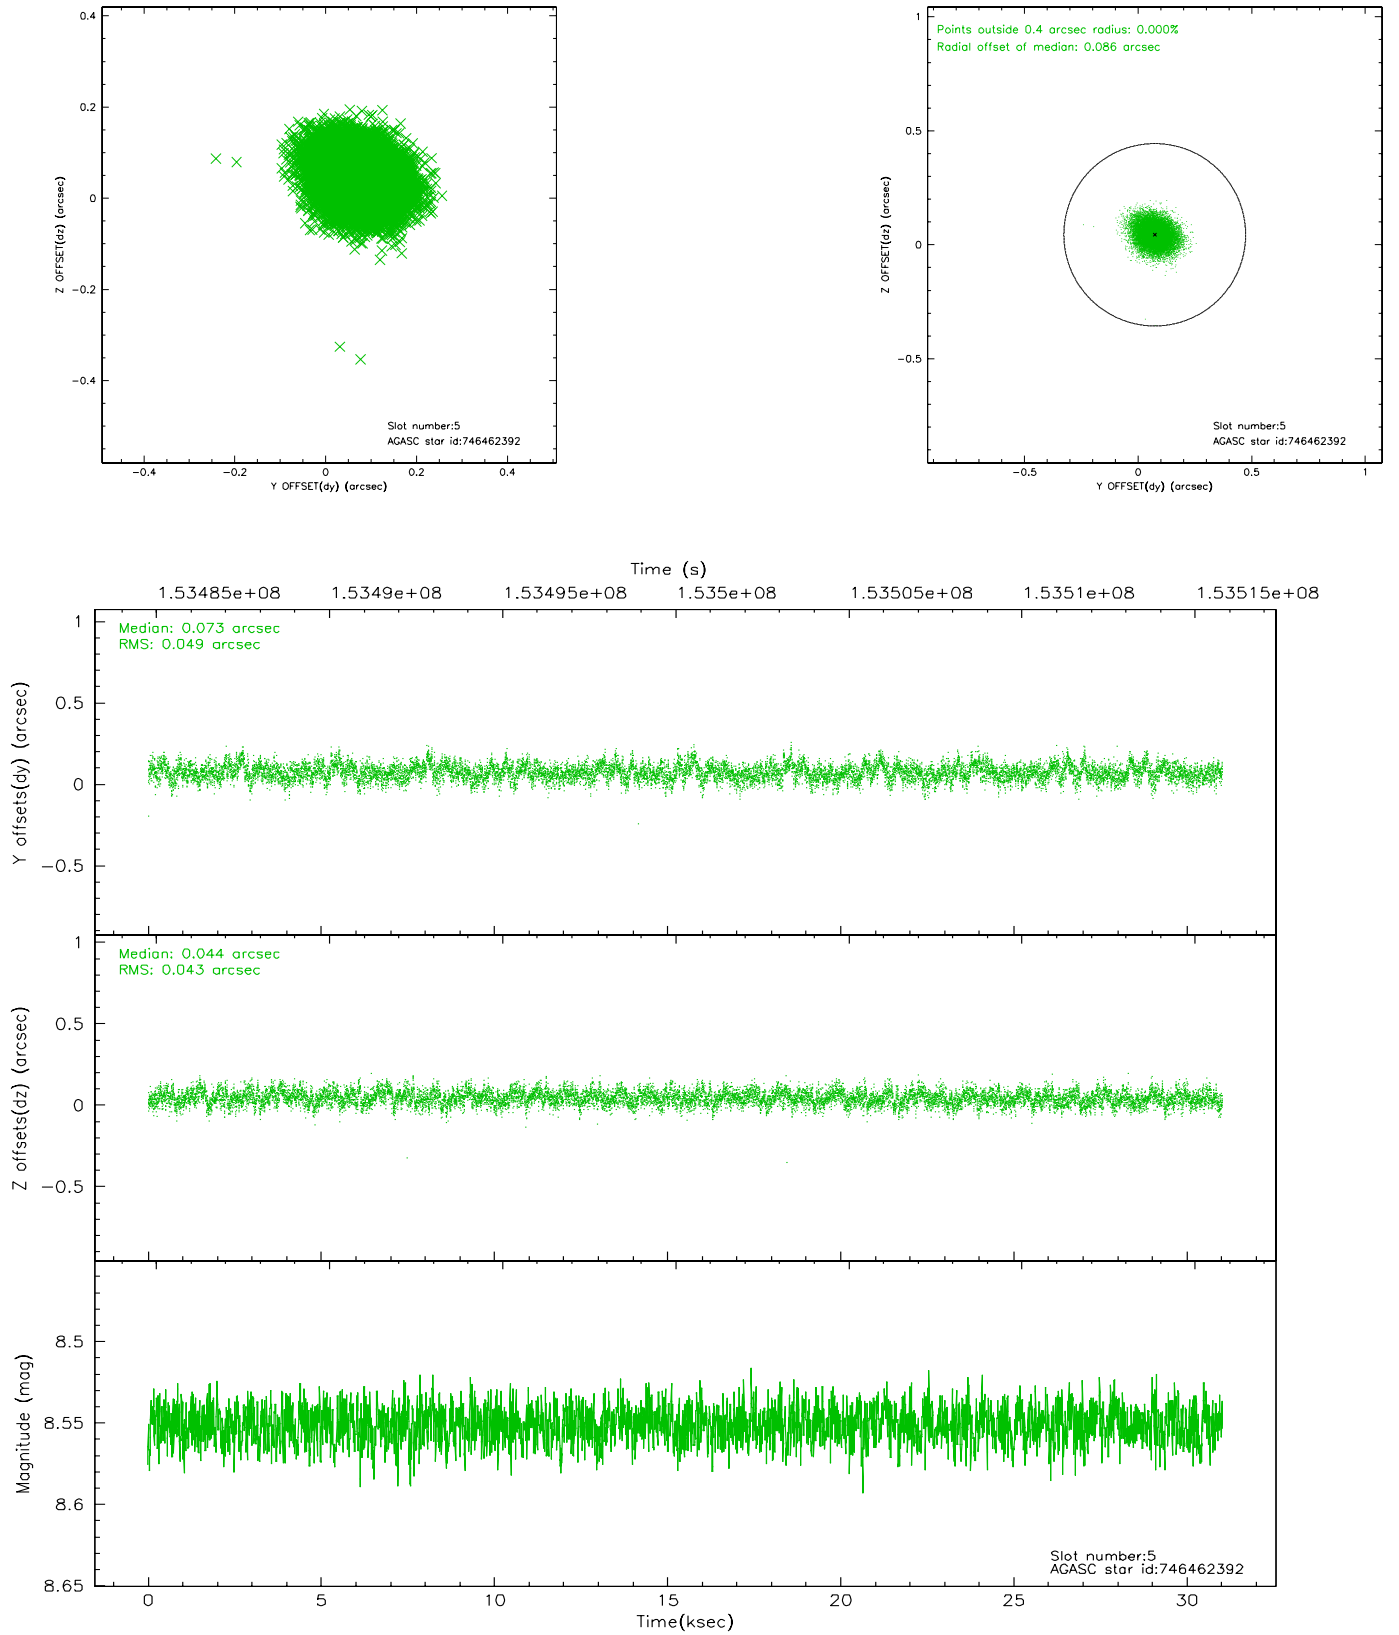 0.4
0.2
0
−0.2
−0.4
Z OFFSET(dz) (arcsec)
Slot number:5
AGASC star id:746462392
−0.4 −0.2 0 0.2 0.4
Y OFFSET(dy) (arcsec)
Points outside 0.4 arcsec radius: 0.000%
Radial offset of median: 0.086 arcsec
1
0.5
0
−0.5
Z OFFSET(dz) (arcsec)
Slot number:5
AGASC star id:746462392
−0.5 0 0.5 1
Y OFFSET(dy) (arcsec)
Time (s)
1.53485e+08 1.5349e+08 1.53495e+08 1.535e+08 1.53505e+08 1.5351e+08 1.53515e+08
Median: 0.073 arcsec
RMS: 0.049 arcsec
1
0.5
0
−0.5
Y offsets(dy) (arcsec)
Median: 0.044 arcsec
RMS: 0.043 arcsec
1
0.5
0
−0.5
Z offsets(dz) (arcsec)
8.5
8.55
8.6
8.65
Magnitude (mag)
Slot number:5
AGASC star id:746462392
0 5 10 15 20 25 30
Time(ksec)